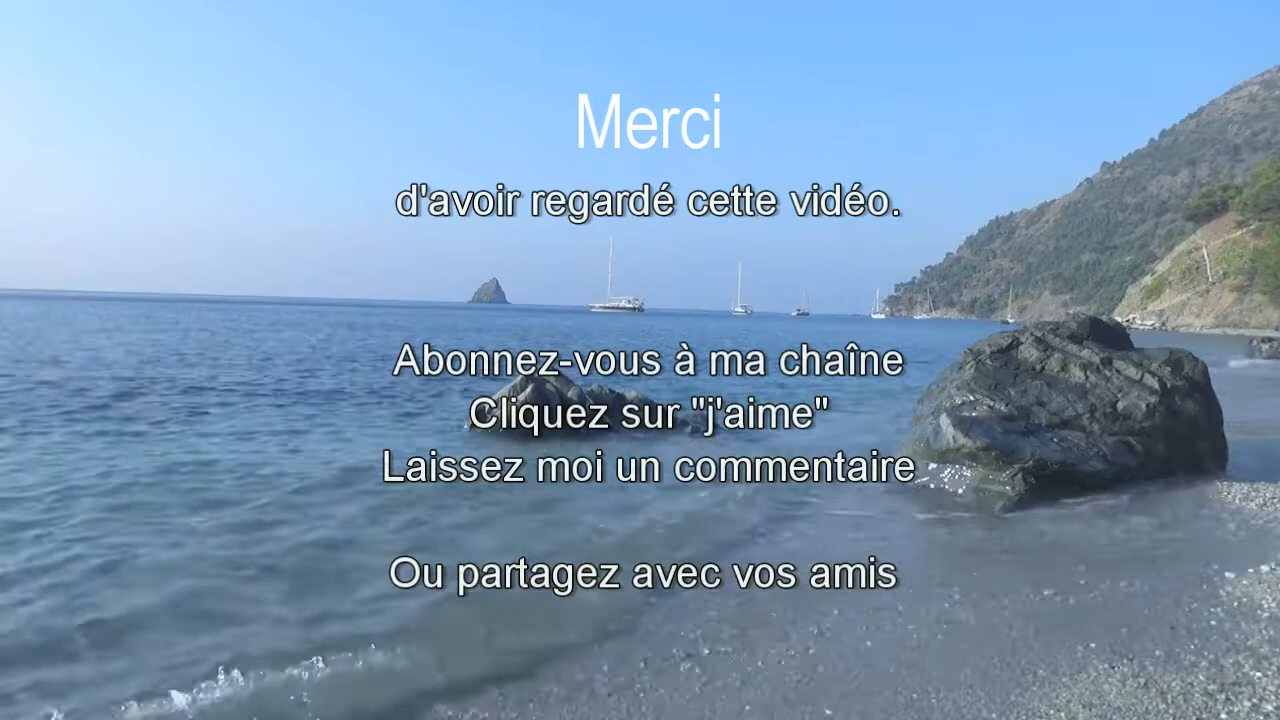 Merci
d'avoir regardé cette vidéo.
Abonnez-vous à ma chaîne
Cliquez sur "j'aime"
Laissez moi un commentaire
Ou partagez avec vos amis